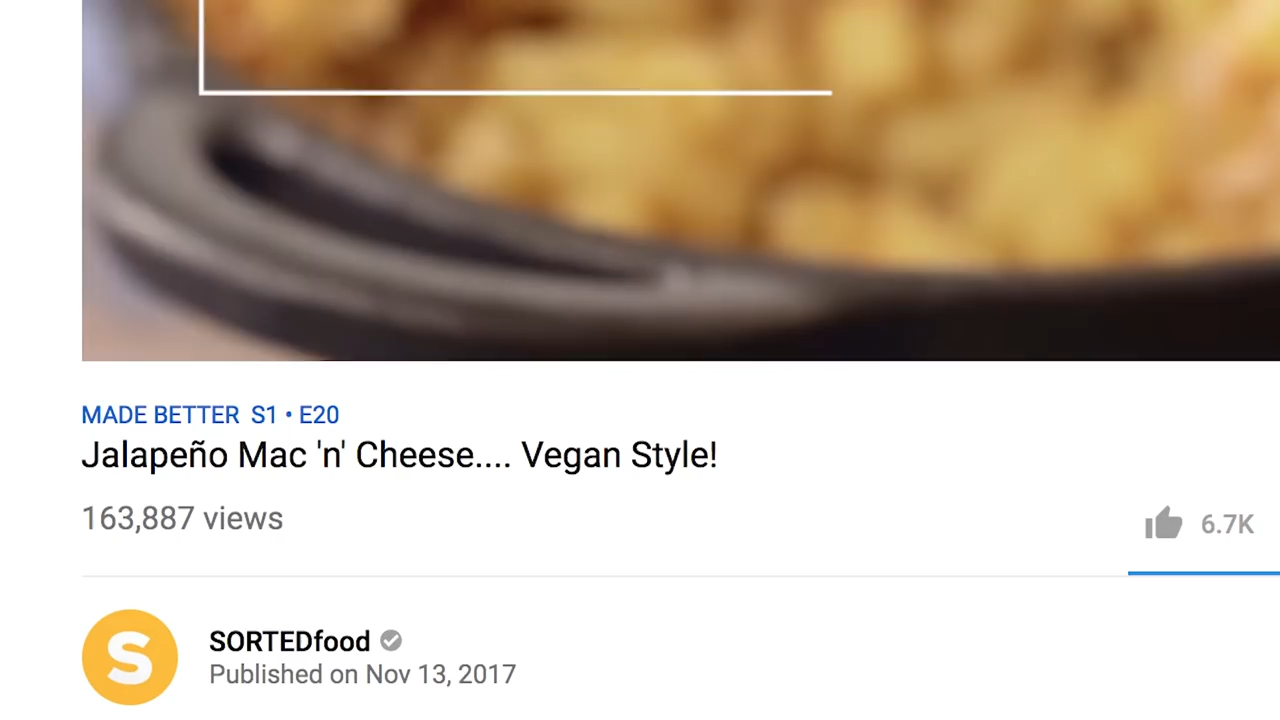 MADE BETTER S1 • E20
Jalapeño Mac 'n' Cheese.... Vegan Style!
163,887 views
6.7K
S
SORTEDfood
Published on Nov 13, 2017